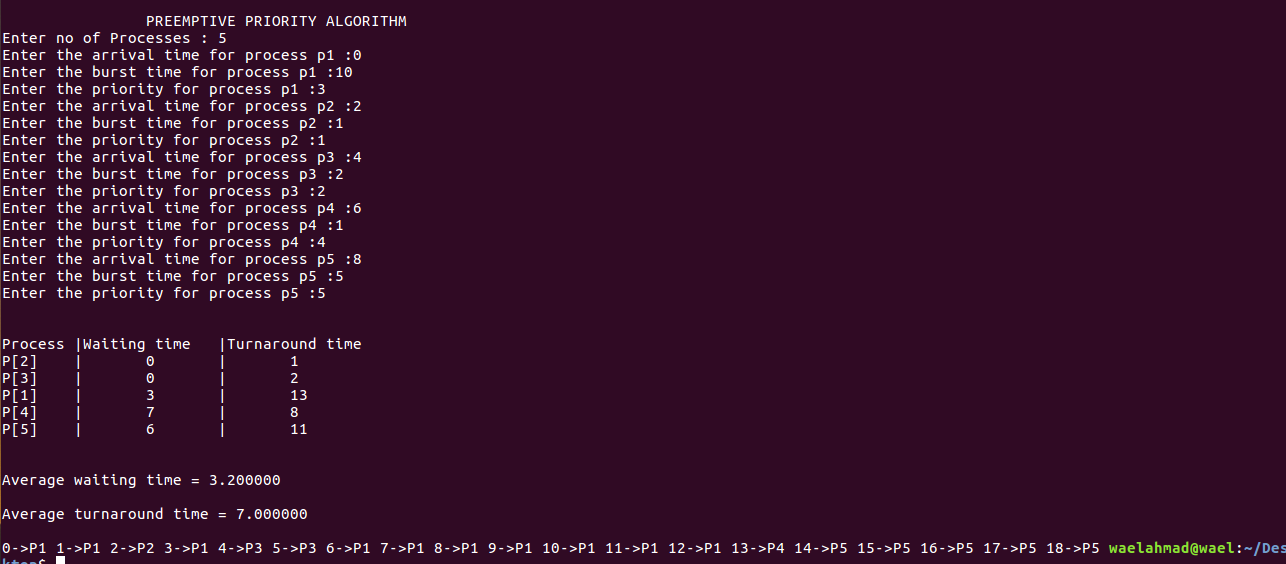 PREEMPTIVE PRIORITY ALGORITHM
Enter no of Processes : 5
Enter the arrival time for process p1 :0
Enter the burst time for process p1 :10
Enter the priority for process p1 :3
Enter the arrival time for process p2 :2
Enter the burst time for process p2 :1
Enter the priority for process p2 :1
Enter the arrival time for process p3 :4
Enter the burst time for process p3 :2
Enter the priority for process p3 :2
Enter the arrival time for process p4 :6
Enter the burst time for process p4 :1
Enter the priority for process p4 :4
Enter the arrival time for process p5 :8
Enter the burst time for process p5 :5
Enter the priority for process p5 :5
Process |Waiting time   |Turnaround time
P[2]    |       0       |       1
P[3]    |       0       |       2
P[1]    |       3       |       13
P[4]    |       7       |       8
P[5]    |       6       |       11
Average waiting time = 3.200000
Average turnaround time = 7.000000
0->P1 1->P1 2->P2 3->P1 4->P3 5->P3 6->P1 7->P1 8->P1 9->P1 10->P1 11->P1 12->P1 13->P4 14->P5 15->P5 16->P5 17->P5 18->P5 waelahmad@wael:~/Des
ktop$